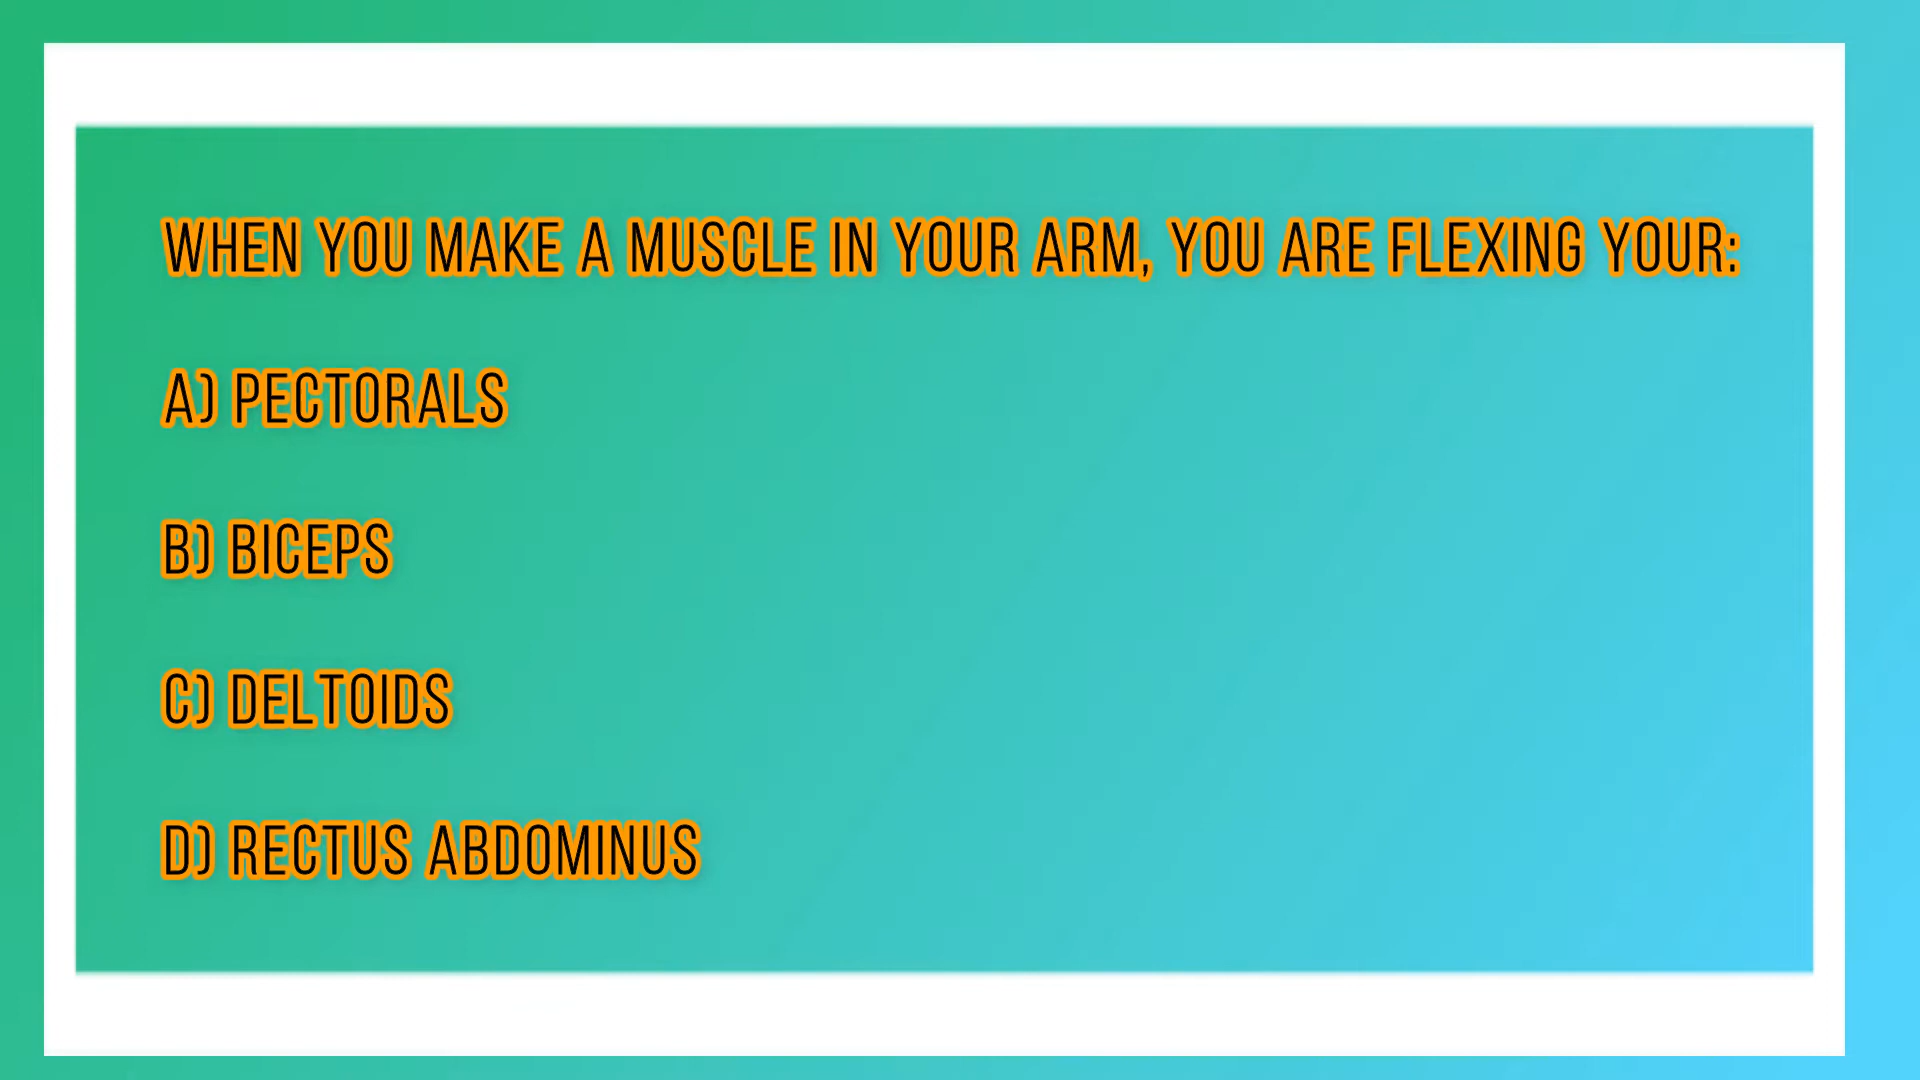 WHEN YOU MAKE A MUSCLE IN YOUR ARM, YOU ARE FLEXING YOUR:
A) PECTORALS
B) BICEPS
C) DELTOIDS
D) RECTUS ABDOMINUS